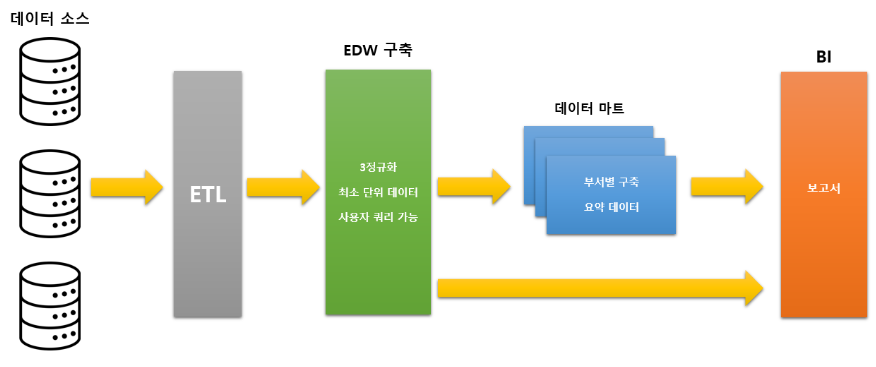 데이터 소스
ETL
EDW 구축
3정규화
최소 단위 데이터
사용자 쿼리 가능
데이터 마트
부서별 구축
요약 데이터
BI
보고서